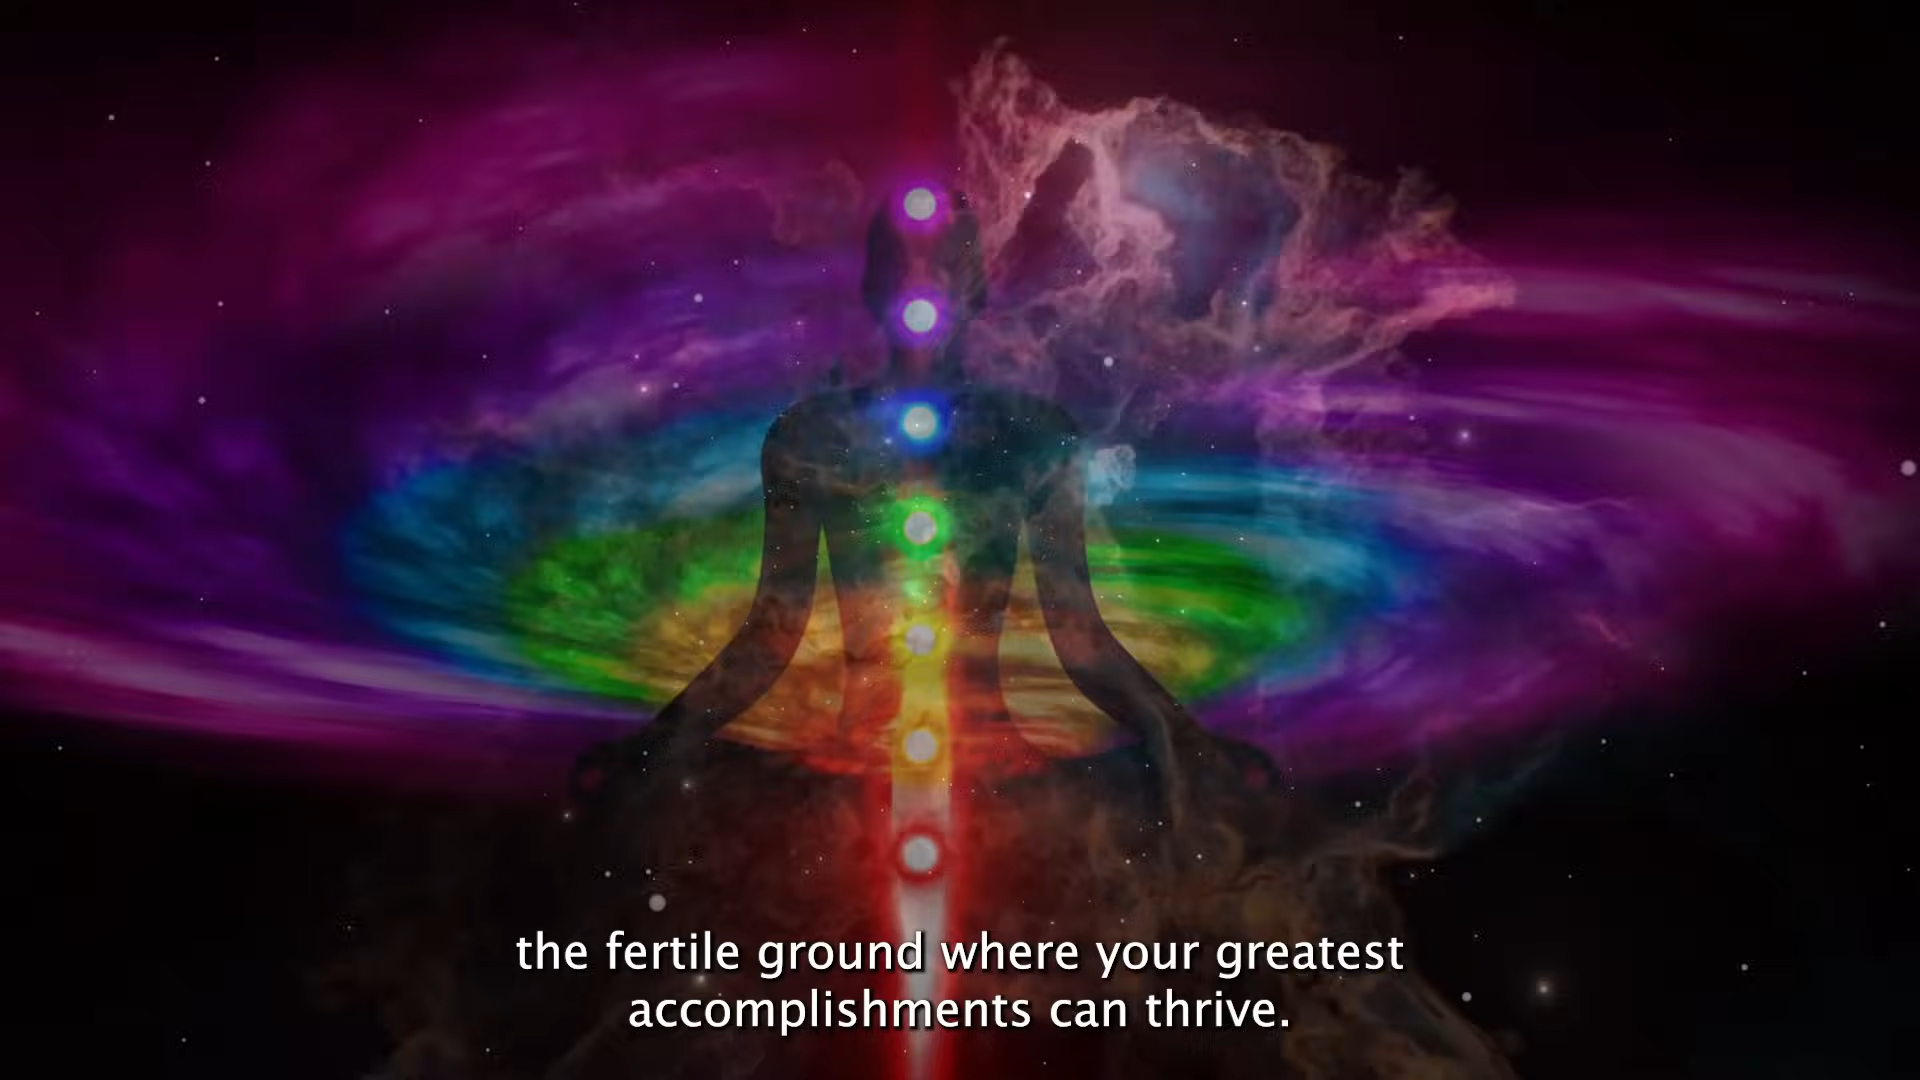 the fertile ground where your greatest
accomplishments can thrive.